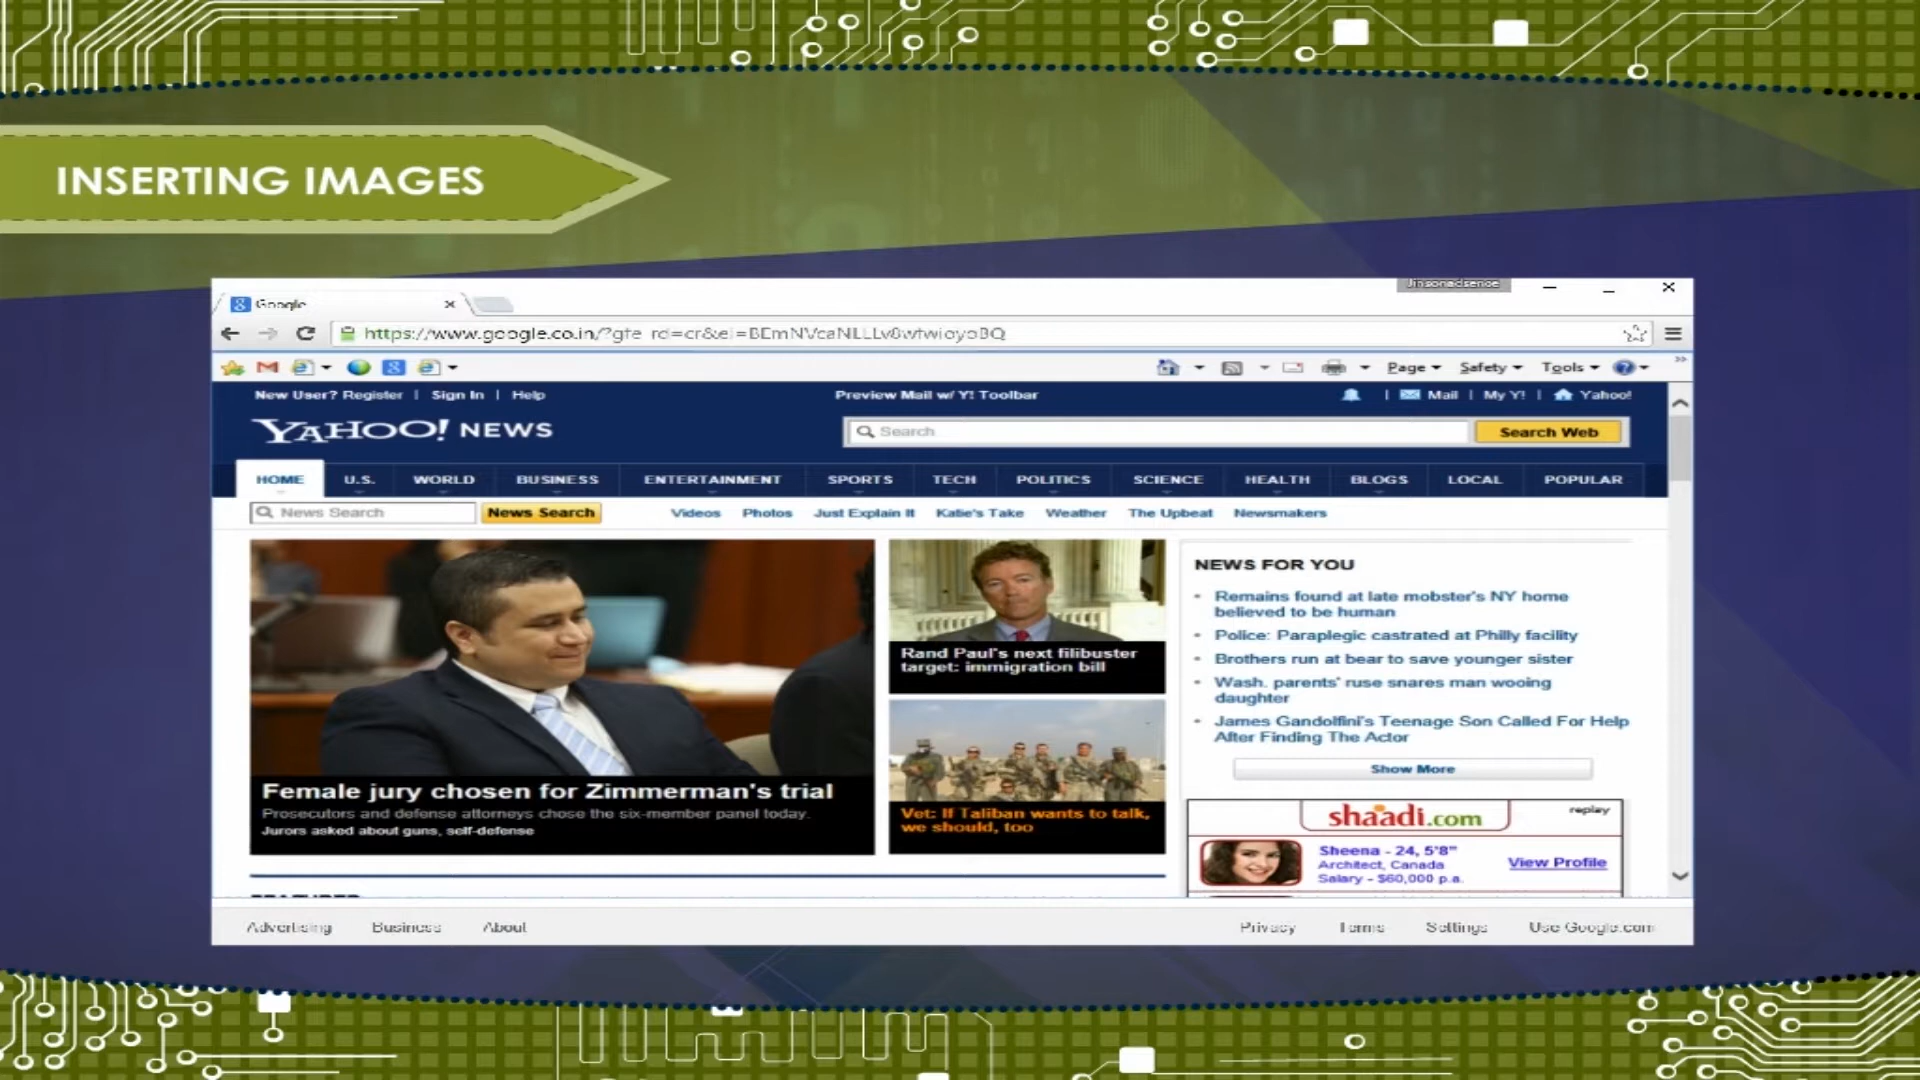 INSERTING IMAGES
Jinsonadsence
Google
https://www.google.co.in/?gfe_rd=cr&ei=
Page Safety Tools
New User? Register | Sign In | Help Preview Mail w/ Y! Toolbar | Mail | My Y! | Yahoo!
YAHOO! NEWS Search Search Web
HOME U.S. WORLD BUSINESS ENTERTAINMENT SPORTS TECH POLITICS SCIENCE HEALTH BLOGS LOCAL POPULAR
News Search News Search Videos Photos Just Explain It Katie's Take Weather The Upbeat Newsmakers
Female jury chosen for Zimmerman's trial
Prosecutors and defense attorneys chose the six-member panel today.
Jurors asked about guns, self-defense
Rand Paul's next filibuster
target: immigration bill
Vet: If Taliban wants to talk,
we should, too
NEWS FOR YOU
Remains found at late mobster's NY home
believed to be human
Police: Paraplegic castrated at Philly facility
Brothers run at bear to save younger sister
Wash. parents' ruse snares man wooing
daughter
James Gandolfini's Teenage Son Called For Help
After Finding The Actor
Show More
shaadi.com replay
Sheena - 24, 5'8"
Architect, Canada
Salary - $60,000 p.a.
View Profile
Advertising Business About Privacy Terms Settings Use Google.com